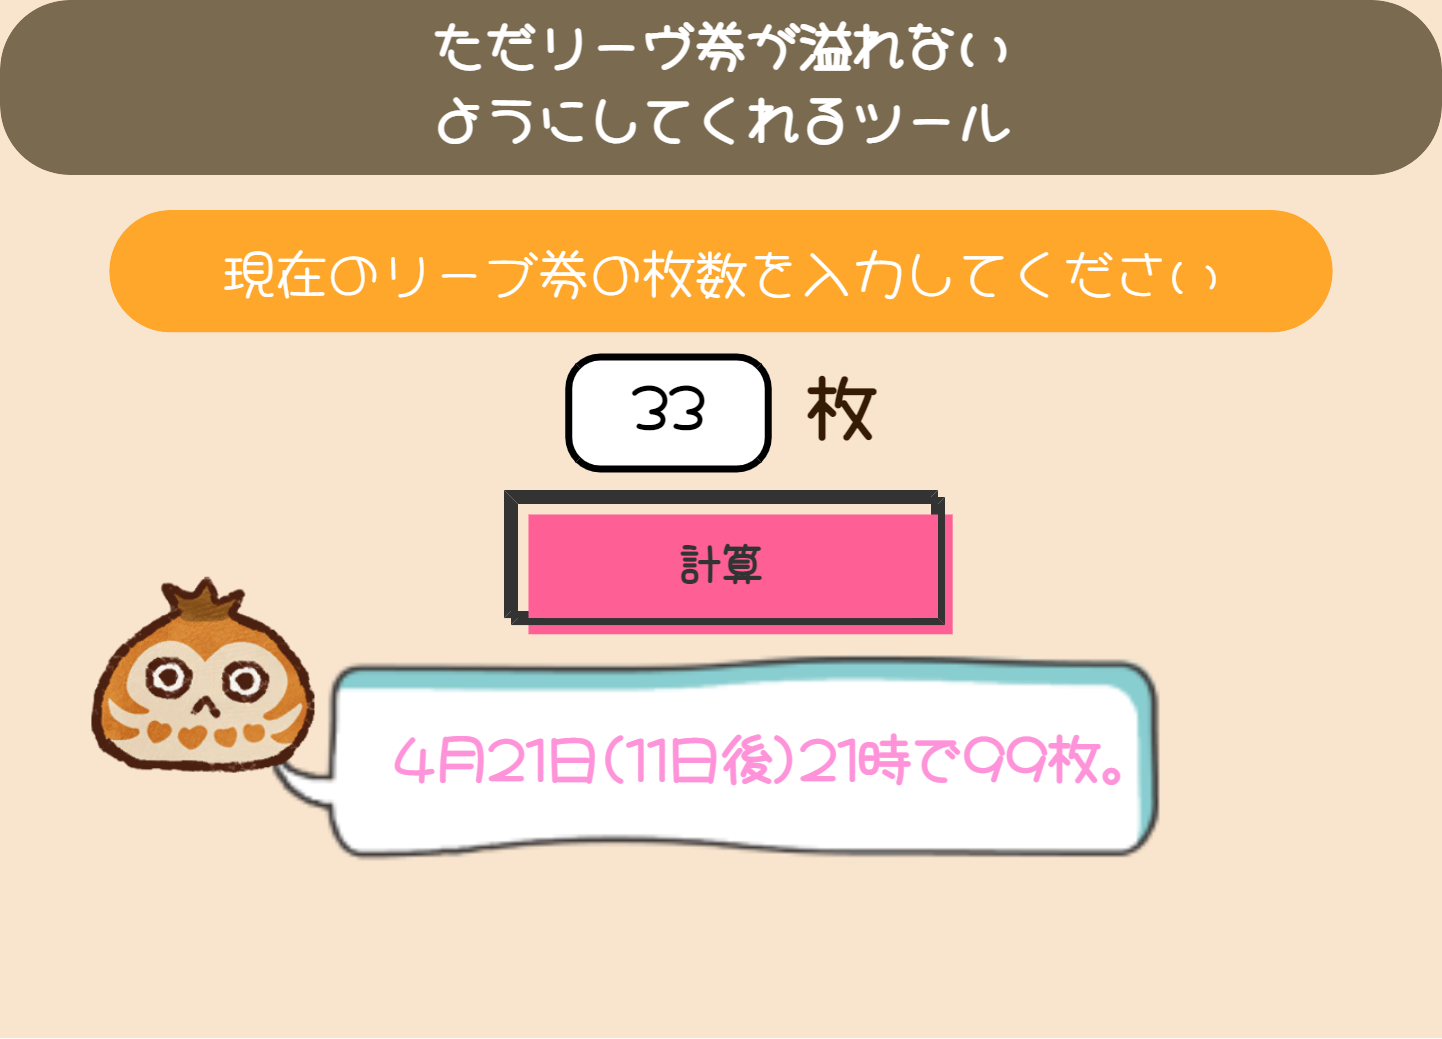 ただリーヴ券が溢れない
ようにしてくれるツール
現在のリーブ券の枚数を入力してください
33 枚
計算
4月21日(11日後)21時で99枚。